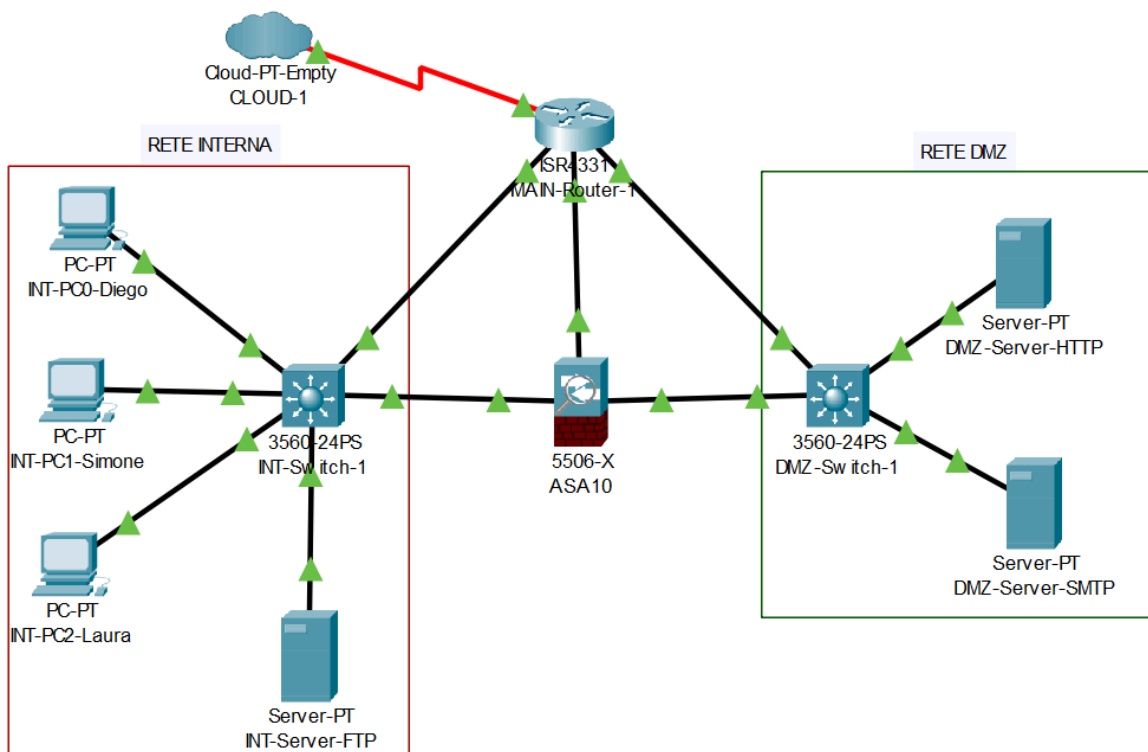 Cloud-PT-Empty
CLOUD-1
RETE INTERNA
ISR4331
MAIN-Router-1
RETE DMZ
PC-PT
INT-PC0-Diego
Server-PT
DMZ-Server-HTTP
PC-PT
INT-PC1-Simone
3560-24PS
INT-Switch-1
5506-X
ASA10
3560-24PS
DMZ-Switch-1
Server-PT
DMZ-Server-SMTP
PC-PT
INT-PC2-Laura
Server-PT
INT-Server-FTP